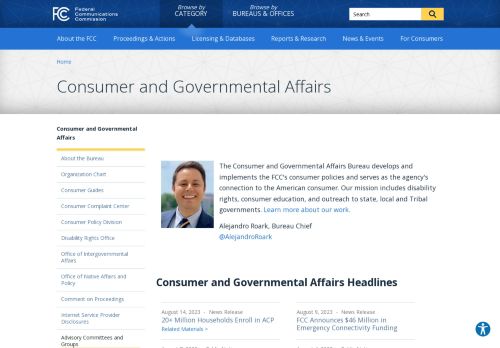 FCC
Federal
Communications
Commission
Browse by
CATEGORY
Browse by
BUREAUS & OFFICES
Search
About the FCC
Proceedings & Actions
Licensing & Databases
Reports & Research
News & Events
For Consumers
Home
Consumer and Governmental Affairs
Consumer and Governmental
Affairs
About the Bureau
Organization Chart
Consumer Guides
Consumer Complaint Center
Consumer Policy Division
Disability Rights Office
Office of Intergovernmental
Affairs
Office of Native Affairs and
Policy
Comment on Proceedings
Internet Service Provider
Disclosures
Advisory Committees and
Groups
The Consumer and Governmental Affairs Bureau develops and
implements the FCC's consumer policies and serves as the agency's
connection to the American consumer. Our mission includes disability
rights, consumer education, and outreach to state, local and Tribal
governments. Learn more about our work.
Alejandro Roark, Bureau Chief
@AlejandroRoark
Consumer and Governmental Affairs Headlines
August 14, 2023 - News Release
20+ Million Households Enroll in ACP
Related Materials >
August 9, 2023 - News Release
FCC Announces $46 Million in
Emergency Connectivity Funding